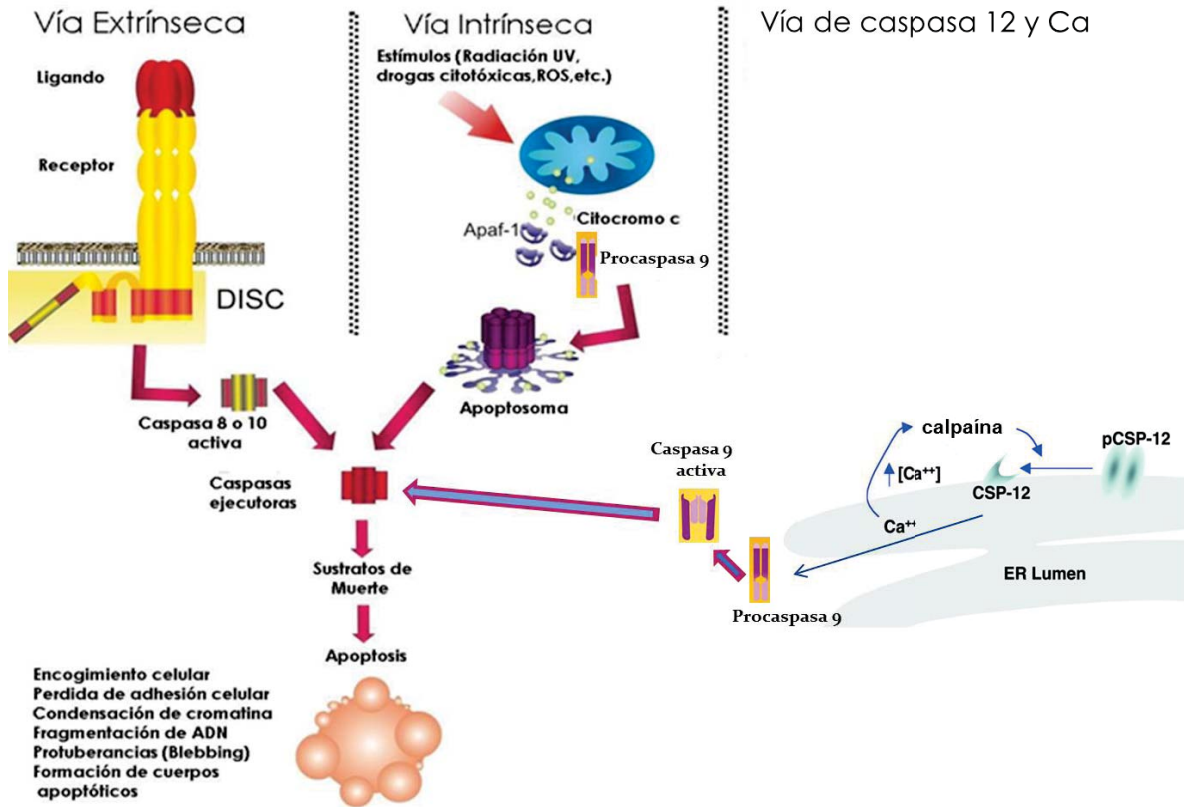 Vía Extrínseca
Ligando
Receptor
DISC
Caspasa 8 o 10
activa
Vía Intrínseca
Estímulos (Radiación UV,
drogas citotóxicas,ROS,etc.)
Citocromo c
Apaf-1
Procaspasa 9
Apoptosoma
Vía de caspasa 12 y Ca
calpaína
pCSP-12
[Ca++]
CSP-12
Ca++
ER Lumen
Procaspasa 9
Caspasa 9
activa
Caspasas
ejecutoras
Sustratos de
Muerte
Apoptosis
Encogimiento celular
Perdida de adhesión celular
Condensación de cromatina
Fragmentación de ADN
Protuberancias (Blebbing)
Formación de cuerpos
apoptóticos